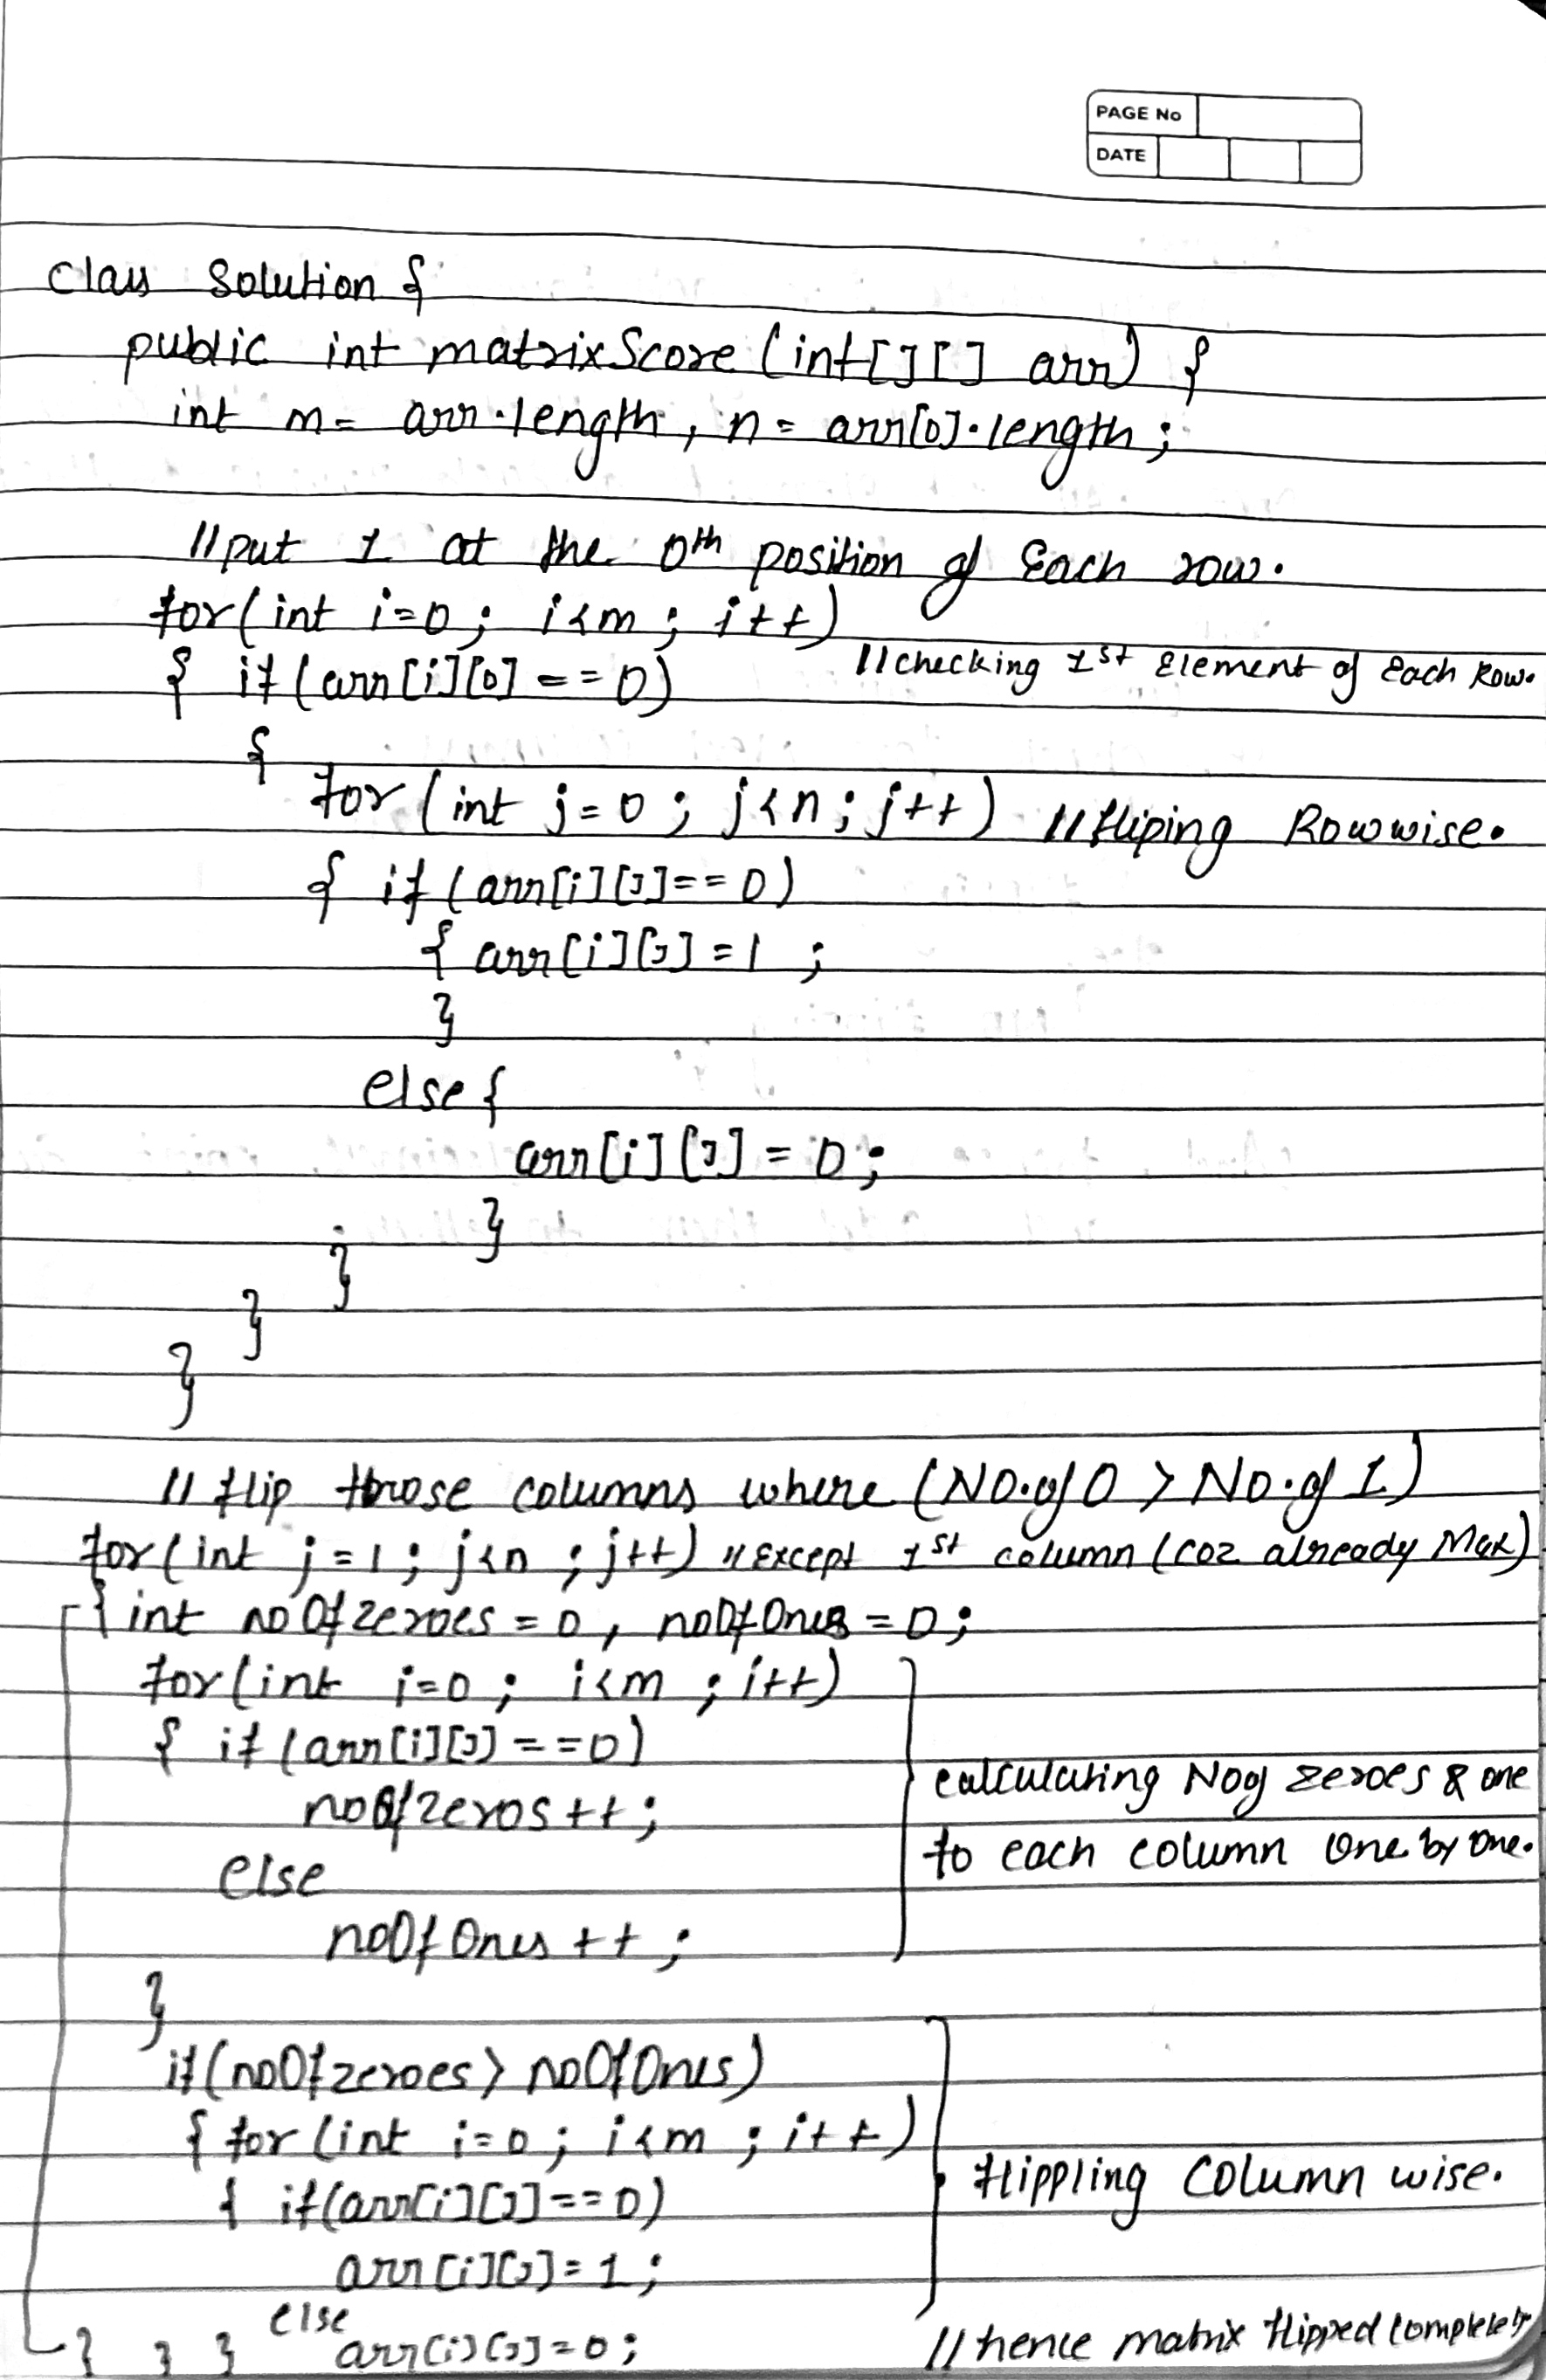 PAGE No
DATE
class Solution {
public int matrixScore (int[][] arr) {
int m = arr.length, n = arr[0].length;
//put 1 at the 0th position of Each row.
for(int i=0; i<m; i++)
{ if (arr[i][0] == 0) //checking 1st Element of Each Row.
{
for (int j=0; j<n; j++) //fliping Rowwise.
{ if (arr[i][j]==0)
{ arr[i][j]=1;
}
else{
arr[i][j] = 0;
}
}
}
}
// flip those columns where (No.of 0 > No.of 1)
for(int j=1; j<n; j++) //Except 1st column (coz already Max)
{ int noOfzeroes = 0, noOfOnes = 0;
for(int i=0; i<m; i++)
{ if (arr[i][j] == 0)
noOfzeros++;
calculating No of zeroes & one
to each column One by One.
else
noOfOnes++;
}
if(noOfzeroes > noOfOnes)
{ for (int i=0; i<m; i++)
flippling Column wise.
{ if(arr[i][j]==0)
arr[i][j]=1;
else
} } } arr[i][j]=0; //hence matrix flipped completely